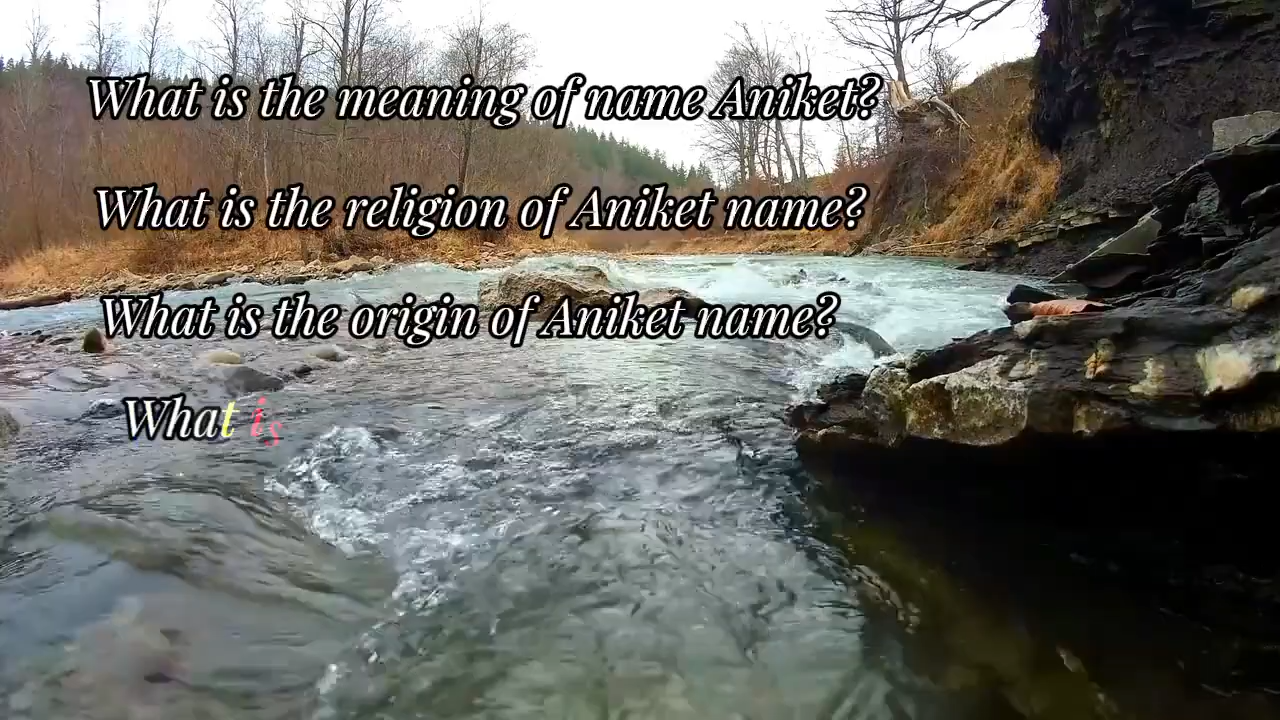 What is the meaning of name Aniket?
What is the religion of Aniket name?
What is the origin of Aniket name?
What is